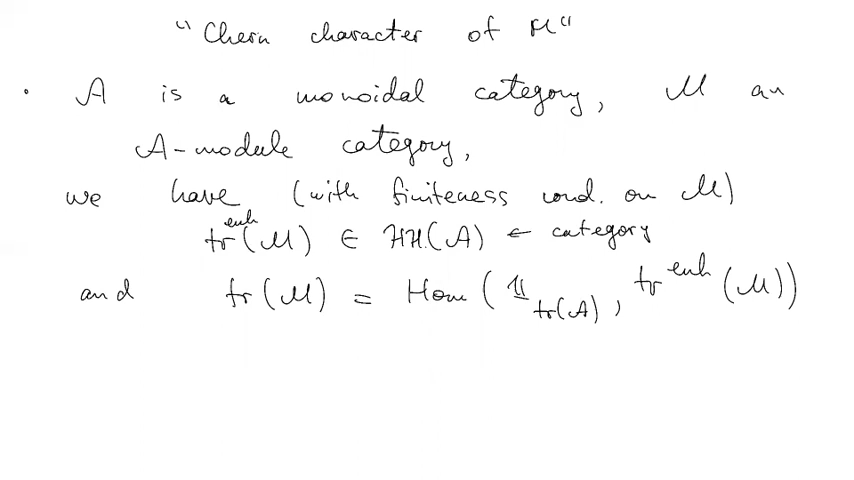 "Chern character of M"
• A is a monoidal category, M an
A-module category,
we have (with finiteness cond. on M)
tr^enh(M) ∈ HH.(A) ← category
and tr(M) = Hom(𝟙_tr(A), tr^enh(M))